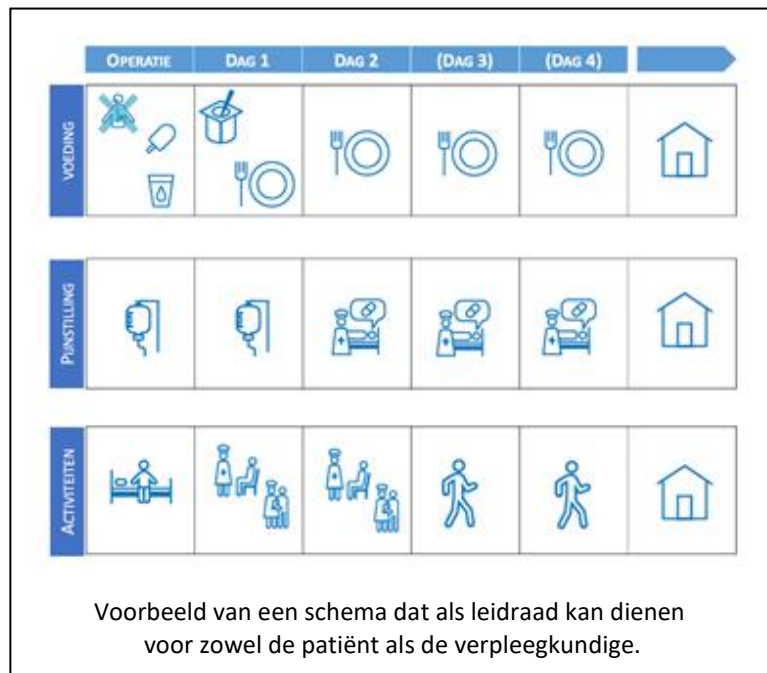 OPERATIE DAG 1 DAG 2 (DAG 3) (DAG 4)
VOEDING
PIJNSTILLING
ACTIVITEITEN
Voorbeeld van een schema dat als leidraad kan dienen
voor zowel de patiënt als de verpleegkundige.